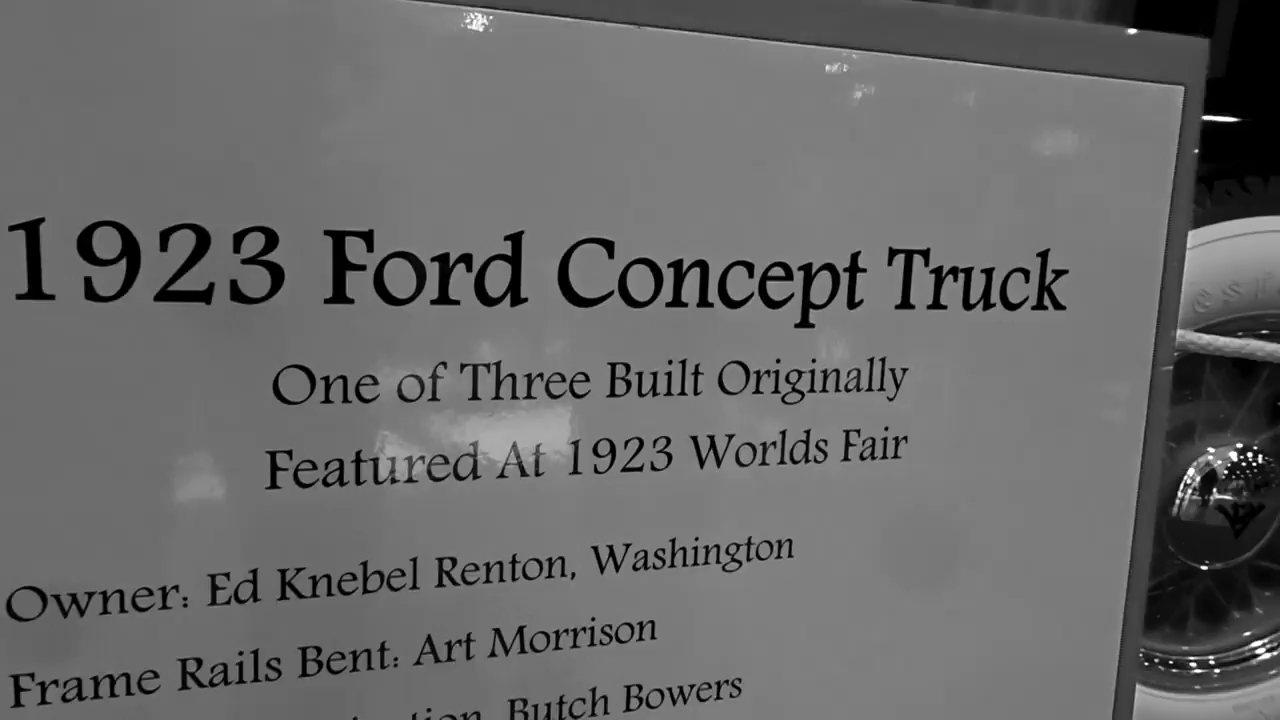 1923 Ford Concept Truck
One of Three Built Originally
Featured At 1923 Worlds Fair
Owner: Ed Knebel Renton, Washington
Frame Rails Bent: Art Morrison
Butch Bowers